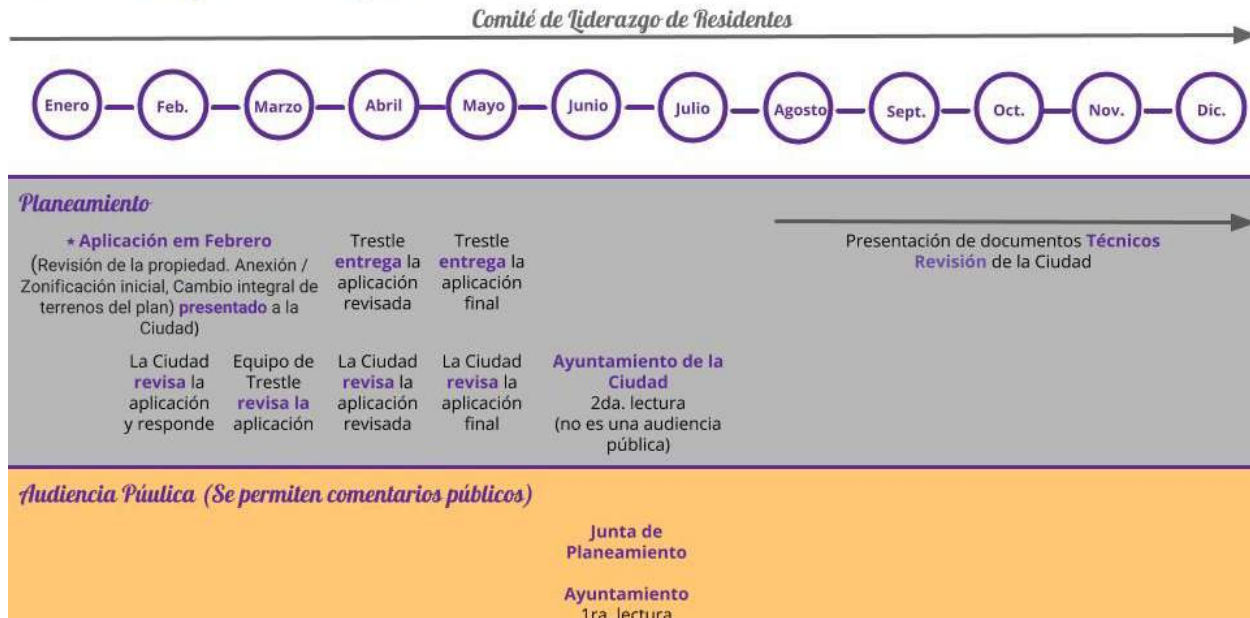 Comité de Liderazgo de Residentes
Enero
Feb.
Marzo
Abril
Mayo
Junio
Julio
Agosto
Sept.
Oct.
Nov.
Dic.
Planeamiento
★ Aplicación em Febrero
(Revisión de la propiedad. Anexión /
Zonificación inicial, Cambio integral de
terrenos del plan) presentado a la
Ciudad)
Trestle
entrega la
aplicación
revisada
Trestle
entrega la
aplicación
final
Presentación de documentos Técnicos
Revisión de la Ciudad
La Ciudad
revisa la
aplicación
y responde
Equipo de
Trestle
revisa la
aplicación
La Ciudad
revisa la
aplicación
revisada
La Ciudad
revisa la
aplicación
final
Ayuntamiento de la
Ciudad
2da. lectura
(no es una audiencia
pública)
Audiencia Púulica (Se permiten comentarios públicos)
Junta de
Planeamiento
Ayuntamiento
1ra. lectura